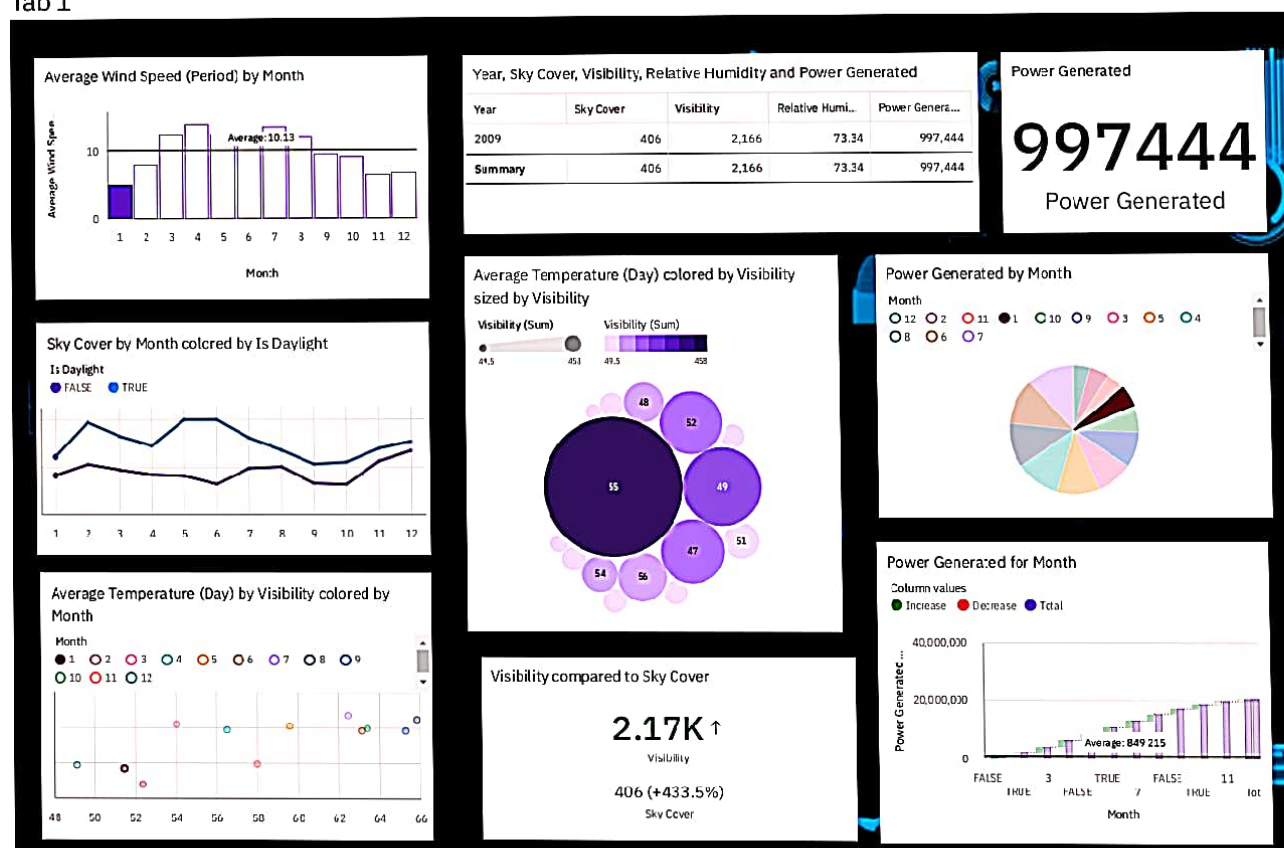 Tab 1
Average Wind Speed (Period) by Month
Average Wind Spee...
10
0
Average:10.13
1 2 3 4 5 6 7 8 9 10 11 12
Month
Year, Sky Cover, Visibility, Relative Humidity and Power Generated
Year Sky Cover Visibility Relative Humi... Power Genera...
2009 406 2,166 73.34 997,444
Summary 406 2,166 73.34 997,444
Power Generated
997444
Power Generated
Sky Cover by Month colored by Is Daylight
Is Daylight
FALSE TRUE
1 2 3 4 5 6 7 8 9 10 11 12
Average Temperature (Day) colored by Visibility
sized by Visibility
Visibility (Sum) Visibility (Sum)
49.5 453 49.5 458
48
52
55
49
47
51
54
56
Power Generated by Month
Month
12 2 11 1 10 9 3 5 4
8 6 7
Average Temperature (Day) by Visibility colored by
Month
Month
1 2 3 4 5 6 7 8 9
10 11 12
48 50 52 54 56 58 60 62 64 66
Visibility compared to Sky Cover
2.17K ↑
Visibility
406 (+433.5%)
Sky Cover
Power Generated for Month
Column values
Increase Decrease Total
Power Generated ...
40,000,000
20,000,000
0
Average: 849 215
FALSE 3 TRUE FALSE 11
TRUE FALSE 7 TRUE Tot
Month